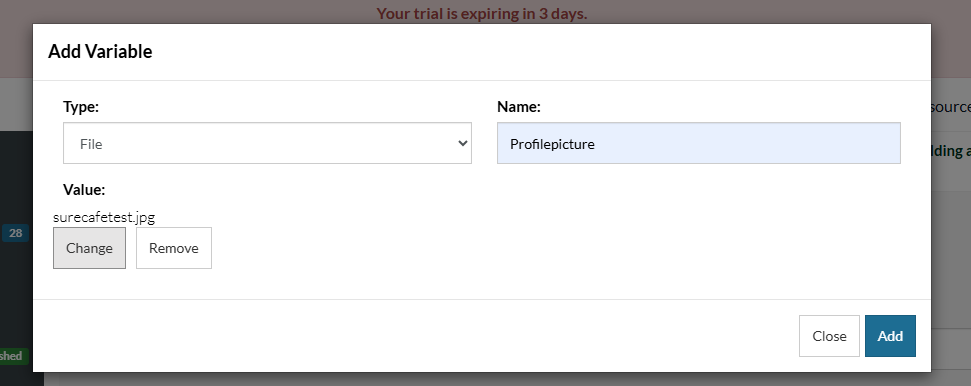 Your trial is expiring in 3 days.
Add Variable
Type:
Name:
File
Profilepicture
Value:
surecafetest.jpg
Change
Remove
Close
Add
28